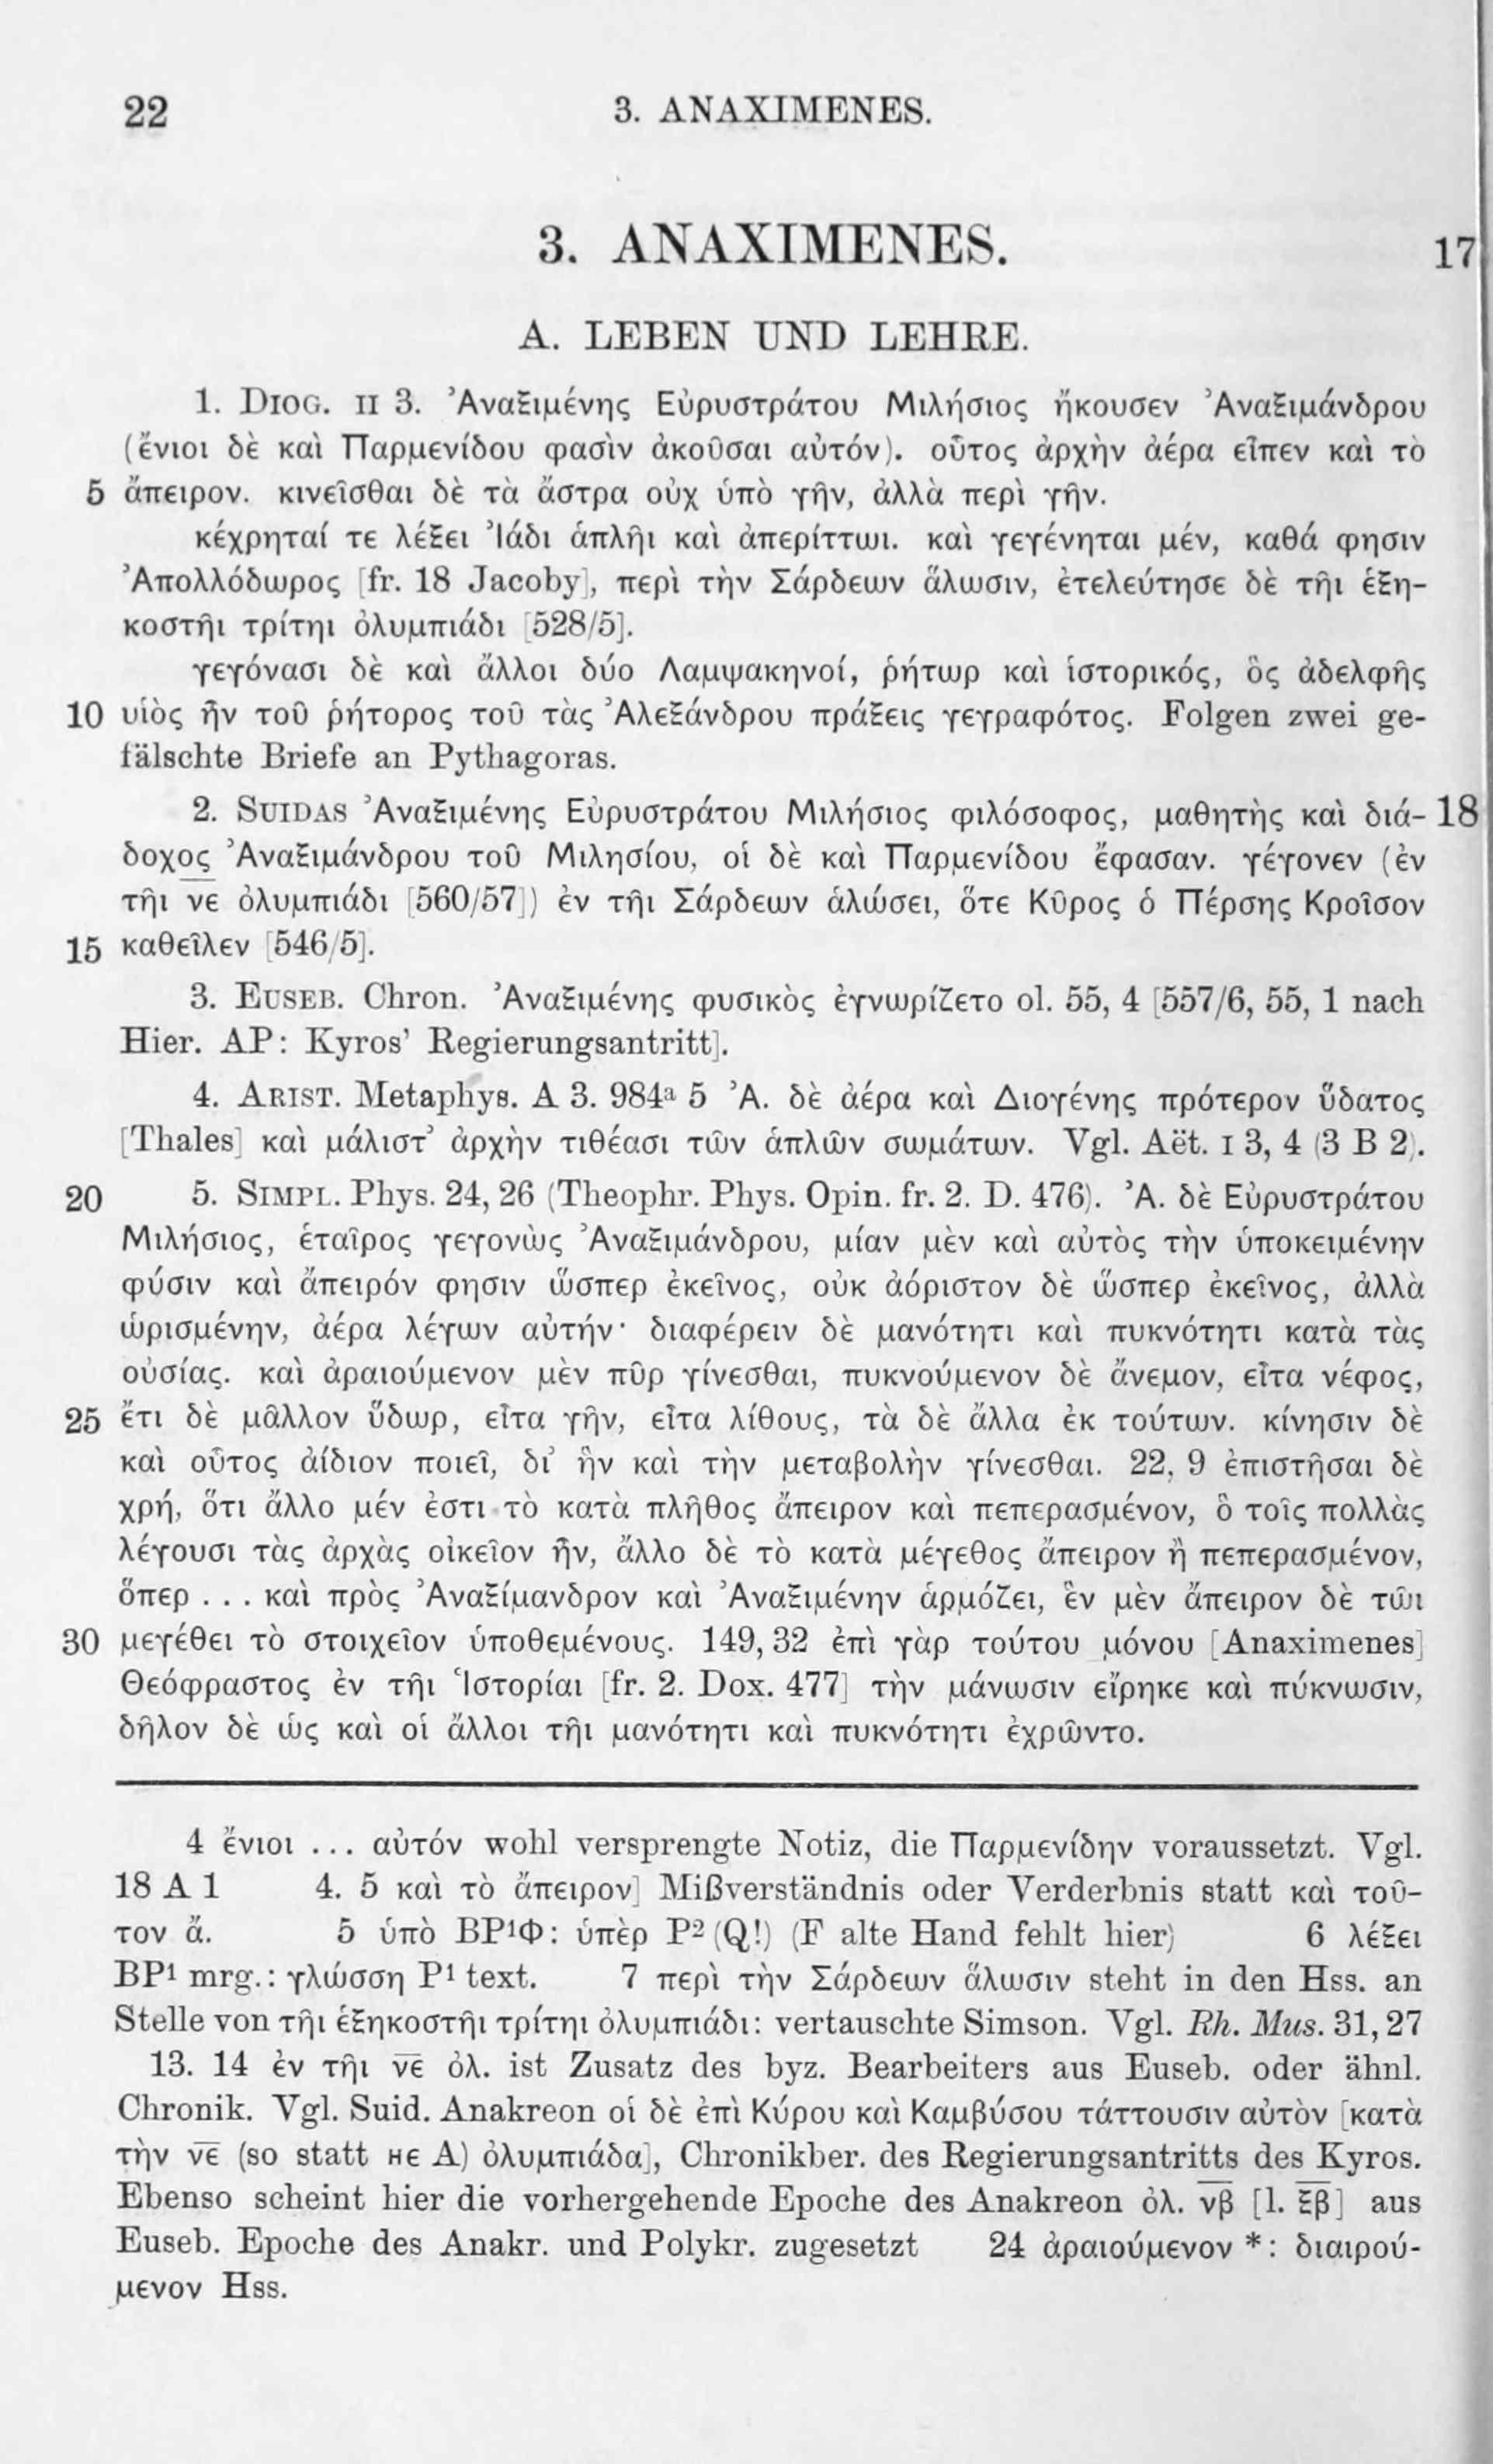 22 3. ANAXIMENES.
3. ANAXIMENES. 17
A. LEBEN UND LEHRE.
1. DIOG. II 3. Ἀναξιμένης Εὐρυστράτου Μιλήσιος ἤκουσεν Ἀναξιμάνδρου
(ἔνιοι δὲ καὶ Παρμενίδου φασὶν ἀκοῦσαι αὐτόν). οὗτος ἀρχὴν ἀέρα εἶπεν καὶ τὸ
5 ἄπειρον. κινεῖσθαι δὲ τὰ ἄστρα οὐχ ὑπὸ γῆν, ἀλλὰ περὶ γῆν.
κέχρηταί τε λέξει Ἰάδι ἁπλῆι καὶ ἀπερίττωι. καὶ γεγένηται μέν, καθά φησιν
Ἀπολλόδωρος [fr. 18 Jacoby], περὶ τὴν Σάρδεων ἅλωσιν, ἐτελεύτησε δὲ τῆι ἑξη-
κοστῆι τρίτηι ὀλυμπιάδι [528/5].
γεγόνασι δὲ καὶ ἄλλοι δύο Λαμψακηνοί, ῥήτωρ καὶ ἱστορικός, ὃς ἀδελφῆς
10 υἱὸς ἦν τοῦ ῥήτορος τοῦ τὰς Ἀλεξάνδρου πράξεις γεγραφότος. Folgen zwei ge-
fälschte Briefe an Pythagoras.
2. SUIDAS Ἀναξιμένης Εὐρυστράτου Μιλήσιος φιλόσοφος, μαθητὴς καὶ διά- 18
δοχος Ἀναξιμάνδρου τοῦ Μιλησίου, οἱ δὲ καὶ Παρμενίδου ἔφασαν. γέγονεν (ἐν
τῆι ν̅ε̅ ὀλυμπιάδι [560/57]) ἐν τῆι Σάρδεων ἁλώσει, ὅτε Κῦρος ὁ Πέρσης Κροῖσον
15 καθεῖλεν [546/5].
3. EUSEB. Chron. Ἀναξιμένης φυσικὸς ἐγνωρίζετο ol. 55, 4 [557/6, 55, 1 nach
Hier. AP: Kyros’ Regierungsantritt].
4. ARIST. Metaphys. A 3. 984ᵃ 5 Ἀ. δὲ ἀέρα καὶ Διογένης πρότερον ὕδατος
[Thales] καὶ μάλιστ’ ἀρχὴν τιθέασι τῶν ἁπλῶν σωμάτων. Vgl. Aët. I 3, 4 (3 B 2).
20 5. SIMPL. Phys. 24, 26 (Theophr. Phys. Opin. fr. 2. D. 476). Ἀ. δὲ Εὐρυστράτου
Μιλήσιος, ἑταῖρος γεγονὼς Ἀναξιμάνδρου, μίαν μὲν καὶ αὐτὸς τὴν ὑποκειμένην
φύσιν καὶ ἄπειρόν φησιν ὥσπερ ἐκεῖνος, οὐκ ἀόριστον δὲ ὥσπερ ἐκεῖνος, ἀλλὰ
ὡρισμένην, ἀέρα λέγων αὐτήν· διαφέρειν δὲ μανότητι καὶ πυκνότητι κατὰ τὰς
οὐσίας. καὶ ἀραιούμενον μὲν πῦρ γίνεσθαι, πυκνούμενον δὲ ἄνεμον, εἶτα νέφος,
25 ἔτι δὲ μᾶλλον ὕδωρ, εἶτα γῆν, εἶτα λίθους, τὰ δὲ ἄλλα ἐκ τούτων. κίνησιν δὲ
καὶ οὗτος ἀίδιον ποιεῖ, δι’ ἣν καὶ τὴν μεταβολὴν γίνεσθαι. 22, 9 ἐπιστῆσαι δὲ
χρή, ὅτι ἄλλο μέν ἐστι τὸ κατὰ πλῆθος ἄπειρον καὶ πεπερασμένον, ὃ τοῖς πολλὰς
λέγουσι τὰς ἀρχὰς οἰκεῖον ἦν, ἄλλο δὲ τὸ κατὰ μέγεθος ἄπειρον ἢ πεπερασμένον,
ὅπερ ... καὶ πρὸς Ἀναξίμανδρον καὶ Ἀναξιμένην ἁρμόζει, ἓν μὲν ἄπειρον δὲ τῶι
30 μεγέθει τὸ στοιχεῖον ὑποθεμένους. 149, 32 ἐπὶ γὰρ τούτου μόνου [Anaximenes]
Θεόφραστος ἐν τῆι Ἱστορίαι [fr. 2. Dox. 477] τὴν μάνωσιν εἴρηκε καὶ πύκνωσιν,
δῆλον δὲ ὡς καὶ οἱ ἄλλοι τῆι μανότητι καὶ πυκνότητι ἐχρῶντο.
4 ἔνιοι ... αὐτόν wohl versprengte Notiz, die Παρμενίδην voraussetzt. Vgl.
18 A 1 4. 5 καὶ τὸ ἄπειρον] Mißverständnis oder Verderbnis statt καὶ τοῦ-
τον ἄ. 5 ὑπὸ BP¹Φ: ὑπὲρ P² (Q!) (F alte Hand fehlt hier) 6 λέξει
BP¹ mrg.: γλώσση P¹ text. 7 περὶ τὴν Σάρδεων ἅλωσιν steht in den Hss. an
Stelle von τῆι ἑξηκοστῆι τρίτηι ὀλυμπιάδι: vertauschte Simson. Vgl. Rh. Mus. 31, 27
13. 14 ἐν τῆι ν̅ε̅ ὀλ. ist Zusatz des byz. Bearbeiters aus Euseb. oder ähnl.
Chronik. Vgl. Suid. Anakreon οἱ δὲ ἐπὶ Κύρου καὶ Καμβύσου τάττουσιν αὐτὸν [κατὰ
τὴν ν̅ε̅ (so statt ʜε A) ὀλυμπιάδα], Chronikber. des Regierungsantritts des Kyros.
Ebenso scheint hier die vorhergehende Epoche des Anakreon ὀλ. ν̅β̅ [l. ξ̅β̅] aus
Euseb. Epoche des Anakr. und Polykr. zugesetzt 24 ἀραιούμενον *: διαιρού-
μενον Hss.